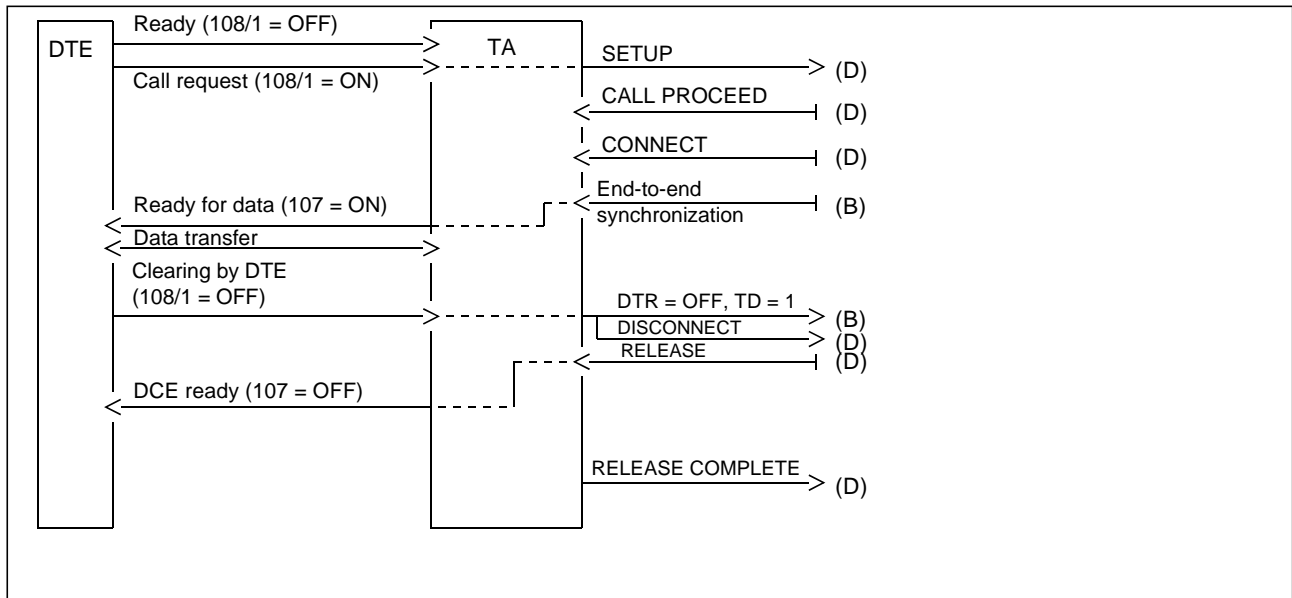 Ready (108/1 = OFF)
DTE
TA
SETUP
(D)
Call request (108/1 = ON)
CALL PROCEED
(D)
CONNECT
(D)
End-to-end
synchronization
(B)
Ready for data (107 = ON)
Data transfer
Clearing by DTE
(108/1 = OFF)
DTR = OFF, TD = 1
(B)
DISCONNECT
(D)
RELEASE
(D)
DCE ready (107 = OFF)
RELEASE COMPLETE
(D)